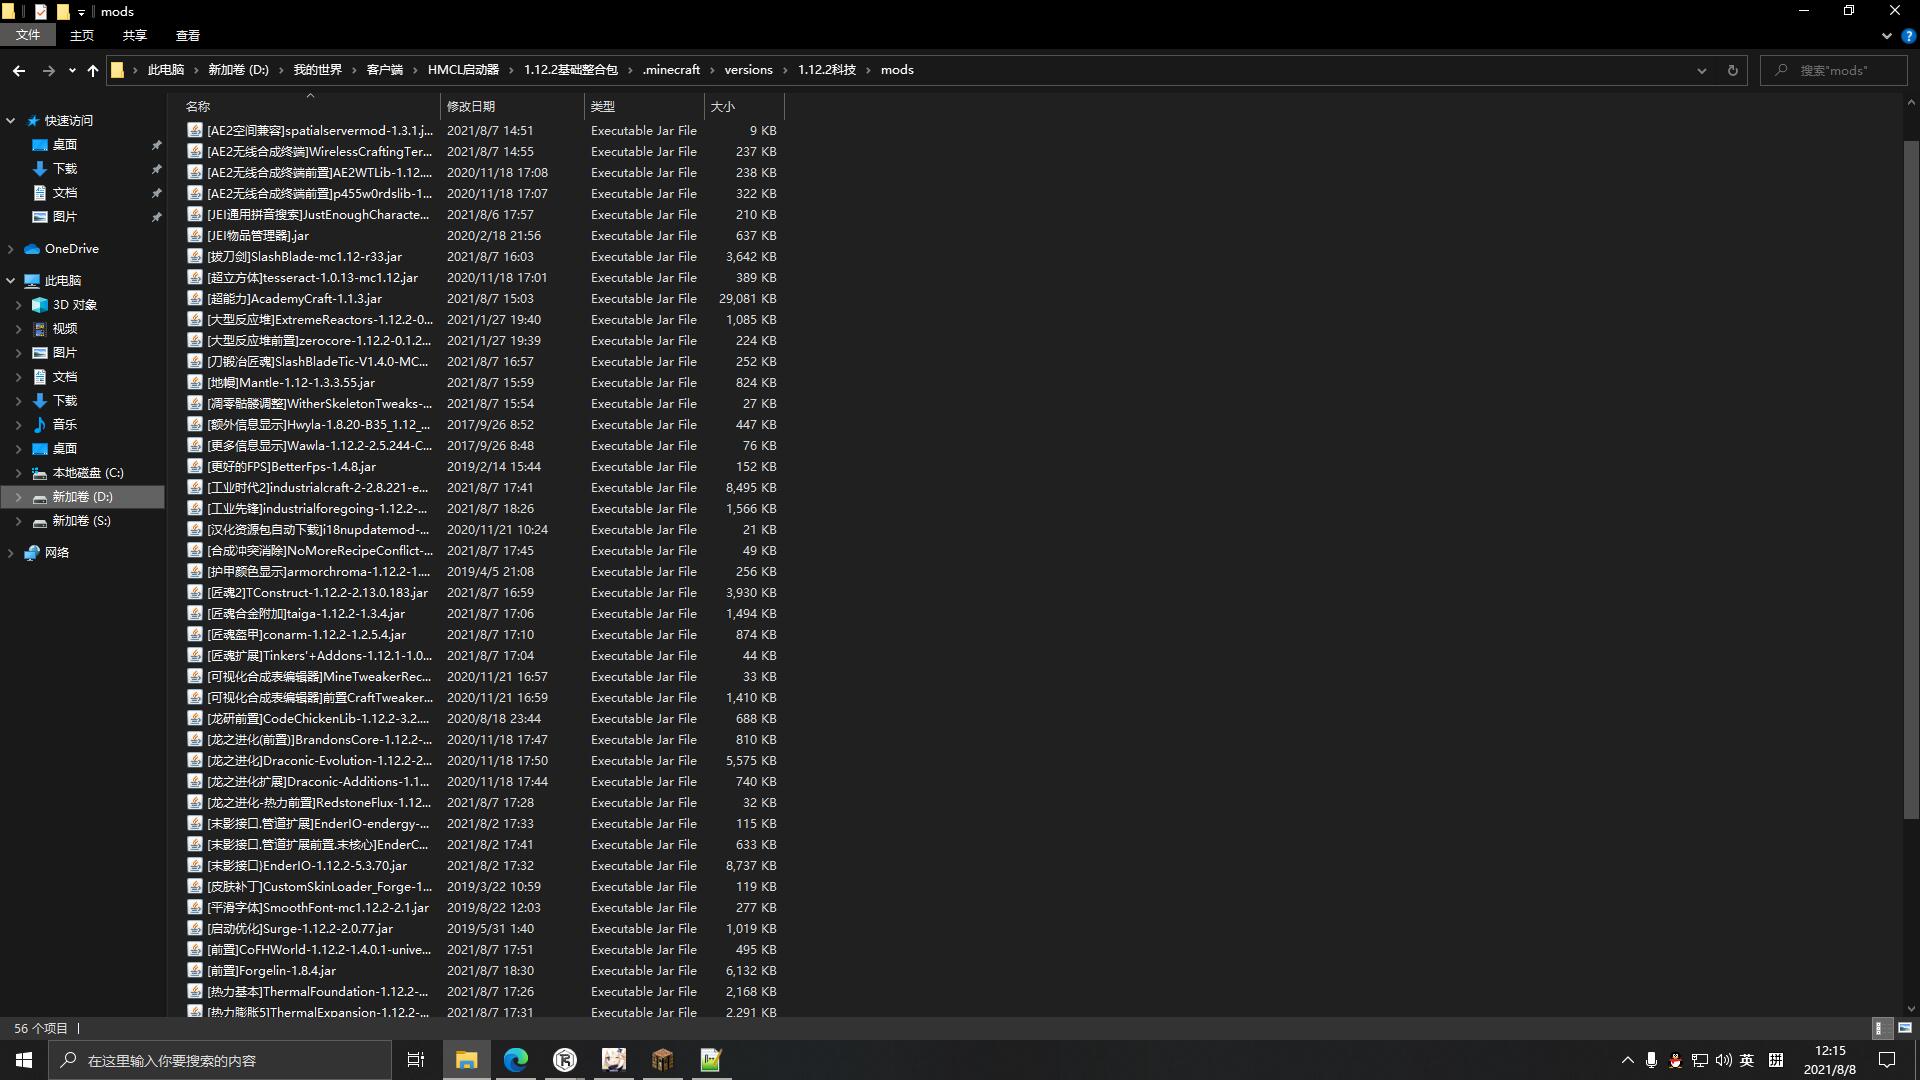 mods
文件 主页 共享 查看
此电脑 新加卷 (D:) 我的世界 客户端 HMCL启动器 1.12.2基础整合包 .minecraft versions 1.12.2科技 mods
搜索"mods"
名称 修改日期 类型 大小
快速访问
桌面
下载
文档
图片
OneDrive
此电脑
3D 对象
视频
图片
文档
下载
音乐
桌面
本地磁盘 (C:)
新加卷 (D:)
新加卷 (S:)
网络
[AE2空间兼容]spatialservermod-1.3.1.j... 2021/8/7 14:51 Executable Jar File 9 KB
[AE2无线合成终端]WirelessCraftingTer... 2021/8/7 14:55 Executable Jar File 237 KB
[AE2无线合成终端前置]AE2WTLib-1.12.... 2020/11/18 17:08 Executable Jar File 238 KB
[AE2无线合成终端前置]p455w0rdslib-1... 2020/11/18 17:07 Executable Jar File 322 KB
[JEI通用拼音搜索]JustEnoughCharacte... 2021/8/6 17:57 Executable Jar File 210 KB
[JEI物品管理器].jar 2020/2/18 21:56 Executable Jar File 637 KB
[拔刀剑]SlashBlade-mc1.12-r33.jar 2021/8/7 16:03 Executable Jar File 3,642 KB
[超立方体]tesseract-1.0.13-mc1.12.jar 2020/11/18 17:01 Executable Jar File 389 KB
[超能力]AcademyCraft-1.1.3.jar 2021/8/7 15:03 Executable Jar File 29,081 KB
[大型反应堆]ExtremeReactors-1.12.2-0... 2021/1/27 19:40 Executable Jar File 1,085 KB
[大型反应堆前置]zerocore-1.12.2-0.1.2... 2021/1/27 19:39 Executable Jar File 224 KB
[刀锻冶匠魂]SlashBladeTic-V1.4.0-MC... 2021/8/7 16:57 Executable Jar File 252 KB
[地幔]Mantle-1.12-1.3.3.55.jar 2021/8/7 15:59 Executable Jar File 824 KB
[凋零骷髅调整]WitherSkeletonTweaks-... 2021/8/7 15:54 Executable Jar File 27 KB
[额外信息显示]Hwyla-1.8.20-B35_1.12_... 2017/9/26 8:52 Executable Jar File 447 KB
[更多信息显示]Wawla-1.12.2-2.5.244-C... 2017/9/26 8:48 Executable Jar File 76 KB
[更好的FPS]BetterFps-1.4.8.jar 2019/2/14 15:44 Executable Jar File 152 KB
[工业时代2]industrialcraft-2-2.8.221-e... 2021/8/7 17:41 Executable Jar File 8,495 KB
[工业先锋]industrialforegoing-1.12.2-... 2021/8/7 18:26 Executable Jar File 1,566 KB
[汉化资源包自动下载]i18nupdatemod-... 2020/11/21 10:24 Executable Jar File 21 KB
[合成冲突消除]NoMoreRecipeConflict-... 2021/8/7 17:45 Executable Jar File 49 KB
[护甲颜色显示]armorchroma-1.12.2-1.... 2019/4/5 21:08 Executable Jar File 256 KB
[匠魂2]TConstruct-1.12.2-2.13.0.183.jar 2021/8/7 16:59 Executable Jar File 3,930 KB
[匠魂合金附加]taiga-1.12.2-1.3.4.jar 2021/8/7 17:06 Executable Jar File 1,494 KB
[匠魂盔甲]conarm-1.12.2-1.2.5.4.jar 2021/8/7 17:10 Executable Jar File 874 KB
[匠魂扩展]Tinkers'+Addons-1.12.1-1.0... 2021/8/7 17:04 Executable Jar File 44 KB
[可视化合成表编辑器]MineTweakerRec... 2020/11/21 16:57 Executable Jar File 33 KB
[可视化合成表编辑器]前置CraftTweaker... 2020/11/21 16:59 Executable Jar File 1,410 KB
[龙研前置]CodeChickenLib-1.12.2-3.2.... 2020/8/18 23:44 Executable Jar File 688 KB
[龙之进化(前置)]BrandonsCore-1.12.2-... 2020/11/18 17:47 Executable Jar File 810 KB
[龙之进化]Draconic-Evolution-1.12.2-2... 2020/11/18 17:50 Executable Jar File 5,575 KB
[龙之进化扩展]Draconic-Additions-1.1... 2020/11/18 17:44 Executable Jar File 740 KB
[龙之进化-热力前置]RedstoneFlux-1.12... 2021/8/7 17:28 Executable Jar File 32 KB
[末影接口.管道扩展]EnderIO-endergy-... 2021/8/2 17:33 Executable Jar File 115 KB
[末影接口.管道扩展前置.末核心]EnderC... 2021/8/2 17:41 Executable Jar File 633 KB
[末影接口}EnderIO-1.12.2-5.3.70.jar 2021/8/2 17:32 Executable Jar File 8,737 KB
[皮肤补丁]CustomSkinLoader_Forge-1... 2019/3/22 10:59 Executable Jar File 119 KB
[平滑字体]SmoothFont-mc1.12.2-2.1.jar 2019/8/22 12:03 Executable Jar File 277 KB
[启动优化]Surge-1.12.2-2.0.77.jar 2019/5/31 1:40 Executable Jar File 1,019 KB
[前置]CoFHWorld-1.12.2-1.4.0.1-unive... 2021/8/7 17:51 Executable Jar File 495 KB
[前置]Forgelin-1.8.4.jar 2021/8/7 18:30 Executable Jar File 6,132 KB
[热力基本]ThermalFoundation-1.12.2-... 2021/8/7 17:26 Executable Jar File 2,168 KB
[热力膨胀5]ThermalExpansion-1.12.2-... 2021/8/7 17:31 Executable Jar File 2,291 KB
56 个项目
在这里输入你要搜索的内容
英
拼
12:15
2021/8/8